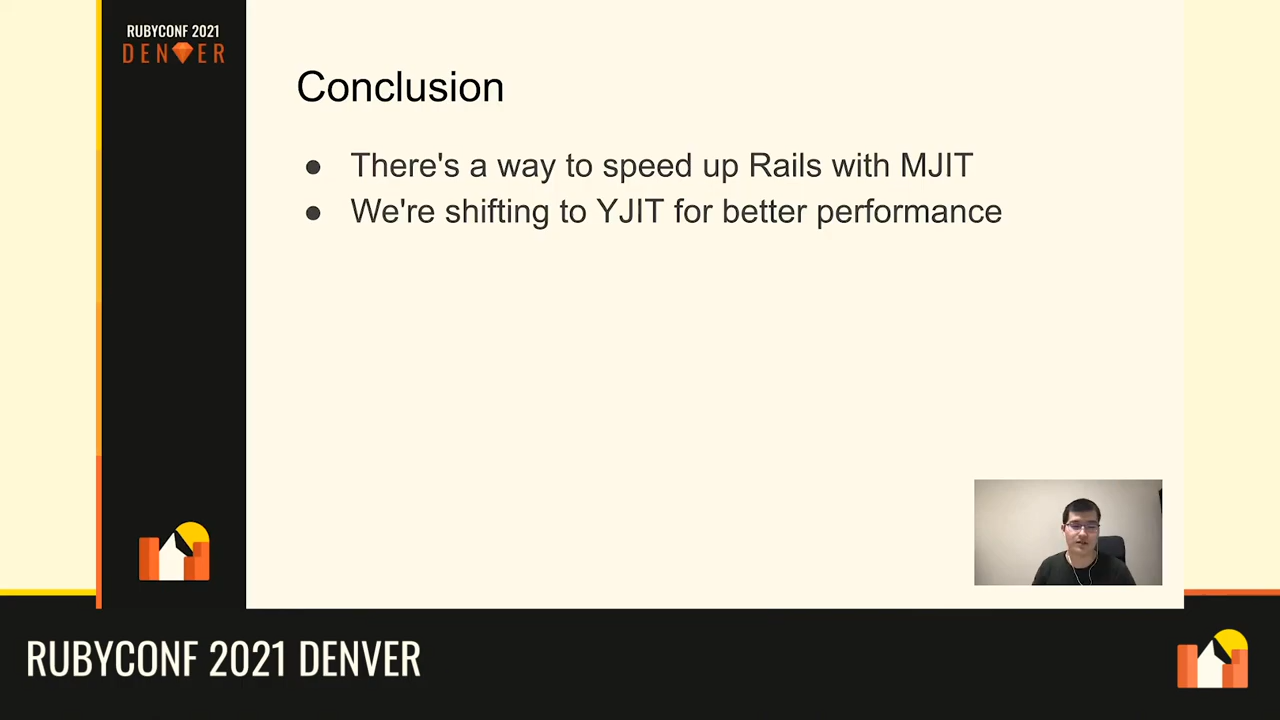 RUBYCONF 2021
DENVER
Conclusion
● There's a way to speed up Rails with MJIT
● We're shifting to YJIT for better performance
RUBYCONF 2021 DENVER